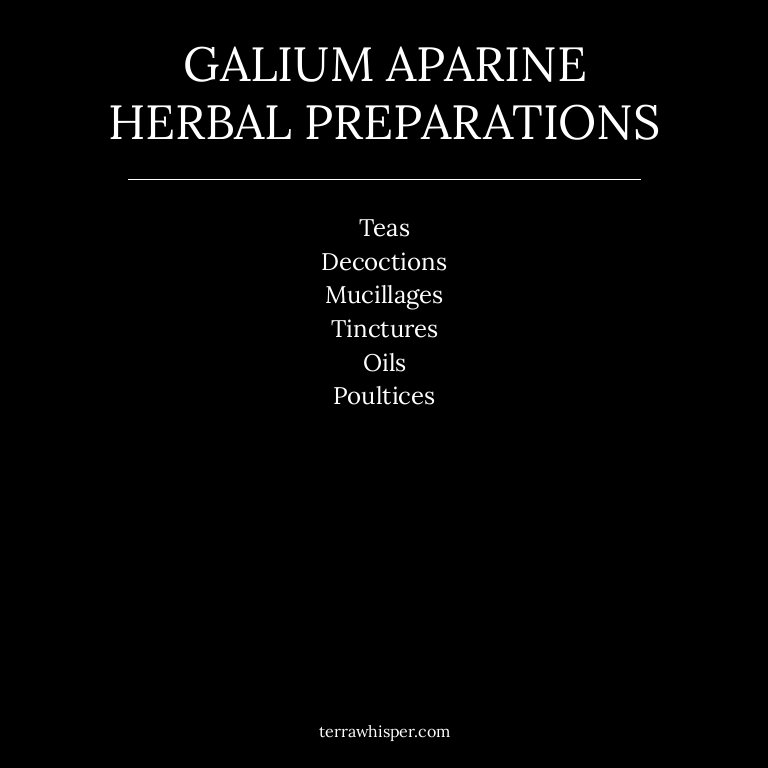 GALIUM APARINE
HERBAL PREPARATIONS
Teas
Decoctions
Mucillages
Tinctures
Oils
Poultices
terrawhisper.com